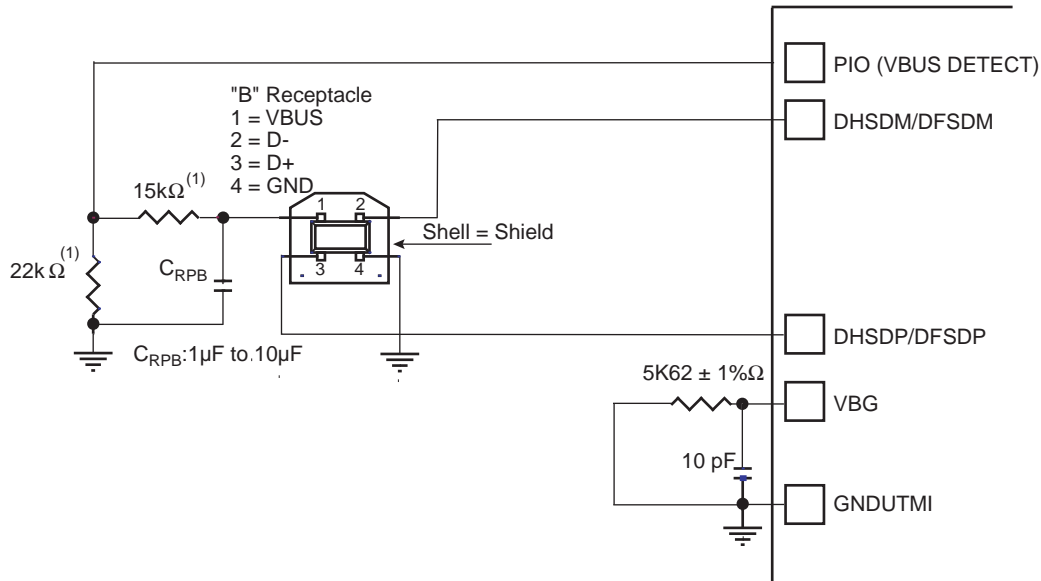 PIO (VBUS DETECT)
"B" Receptacle
1 = VBUS
2 = D-
3 = D+
4 = GND
DHSDM/DFSDM
15kΩ(1)
1 2
Shell = Shield
22k Ω(1)
CRPB
3 4
CRPB:1µF to 10µF
DHSDP/DFSDP
5K62 ± 1%Ω
VBG
10 pF
GNDUTMI